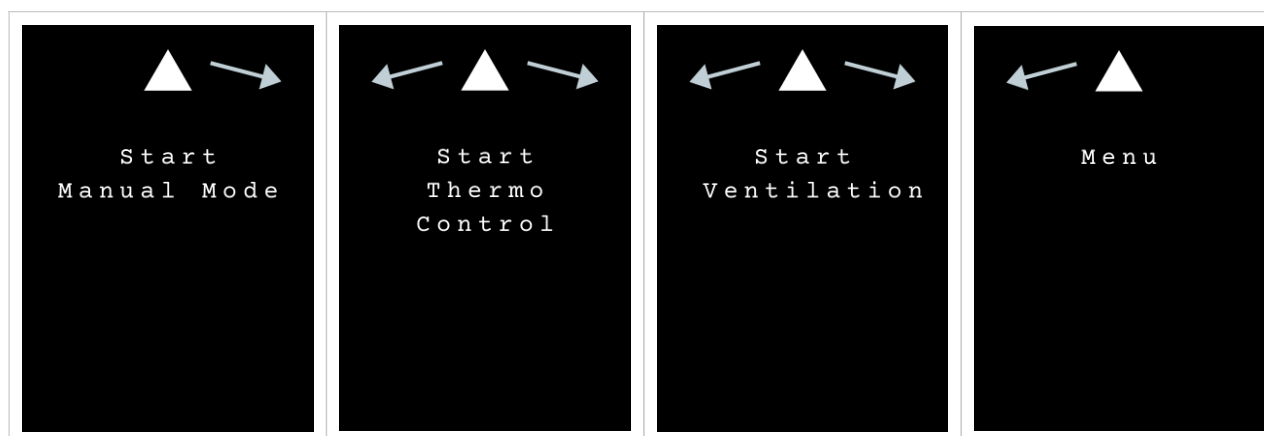 Start
Manual Mode
Start
Thermo
Control
Start
Ventilation
Menu